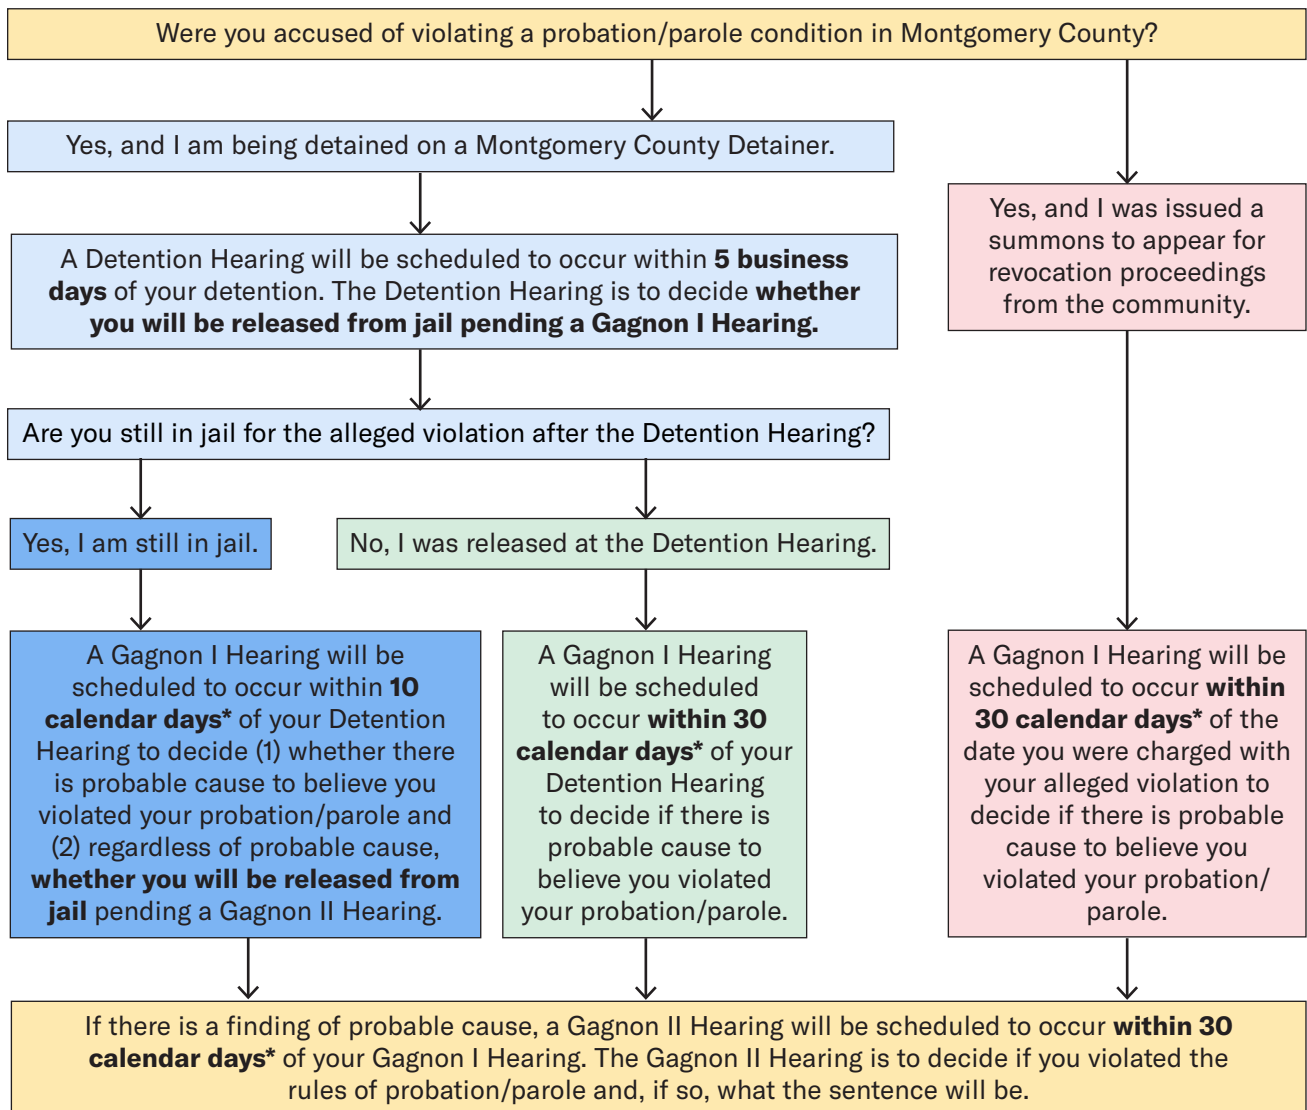 Were you accused of violating a probation/parole condition in Montgomery County?
Yes, and I am being detained on a Montgomery County Detainer.
Yes, and I was issued a
summons to appear for
revocation proceedings
from the community.
A Detention Hearing will be scheduled to occur within 5 business
days of your detention. The Detention Hearing is to decide whether
you will be released from jail pending a Gagnon I Hearing.
Are you still in jail for the alleged violation after the Detention Hearing?
Yes, I am still in jail.
No, I was released at the Detention Hearing.
A Gagnon I Hearing will be
scheduled to occur within 10
calendar days* of your Detention
Hearing to decide (1) whether there
is probable cause to believe you
violated your probation/parole and
(2) regardless of probable cause,
whether you will be released from
jail pending a Gagnon II Hearing.
A Gagnon I Hearing
will be scheduled
to occur within 30
calendar days* of your
Detention Hearing
to decide if there is
probable cause to
believe you violated
your probation/parole.
A Gagnon I Hearing will be
scheduled to occur within
30 calendar days* of the
date you were charged with
your alleged violation to
decide if there is probable
cause to believe you
violated your probation/
parole.
If there is a finding of probable cause, a Gagnon II Hearing will be scheduled to occur within 30
calendar days* of your Gagnon I Hearing. The Gagnon II Hearing is to decide if you violated the
rules of probation/parole and, if so, what the sentence will be.